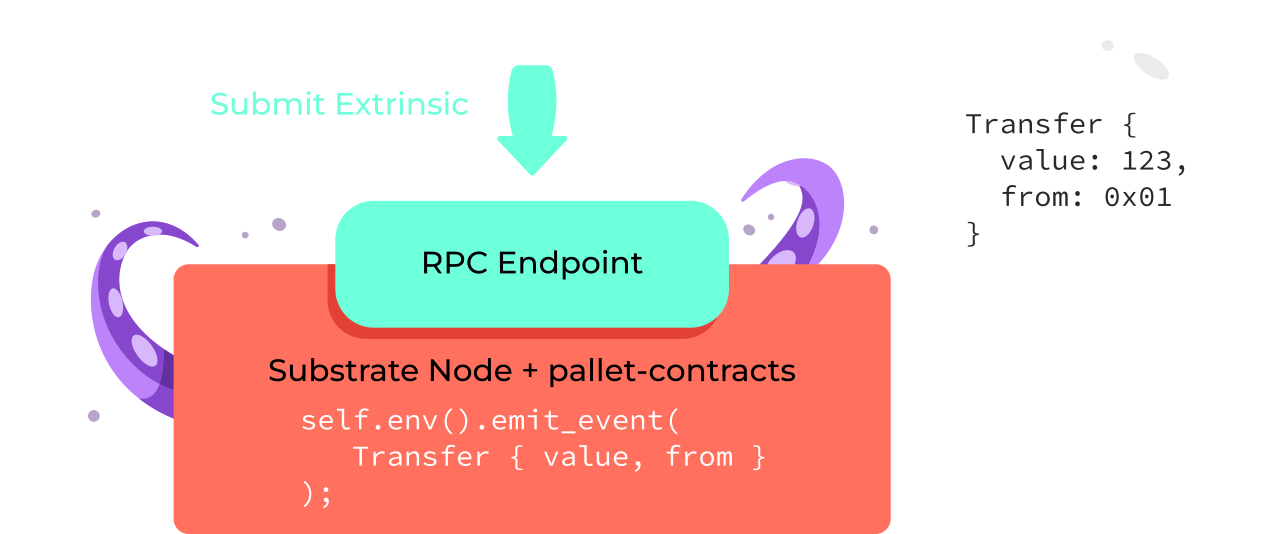 Submit Extrinsic
Transfer {
  value: 123,
  from: 0x01
}
RPC Endpoint
Substrate Node + pallet-contracts
self.env().emit_event(
   Transfer { value, from }
);